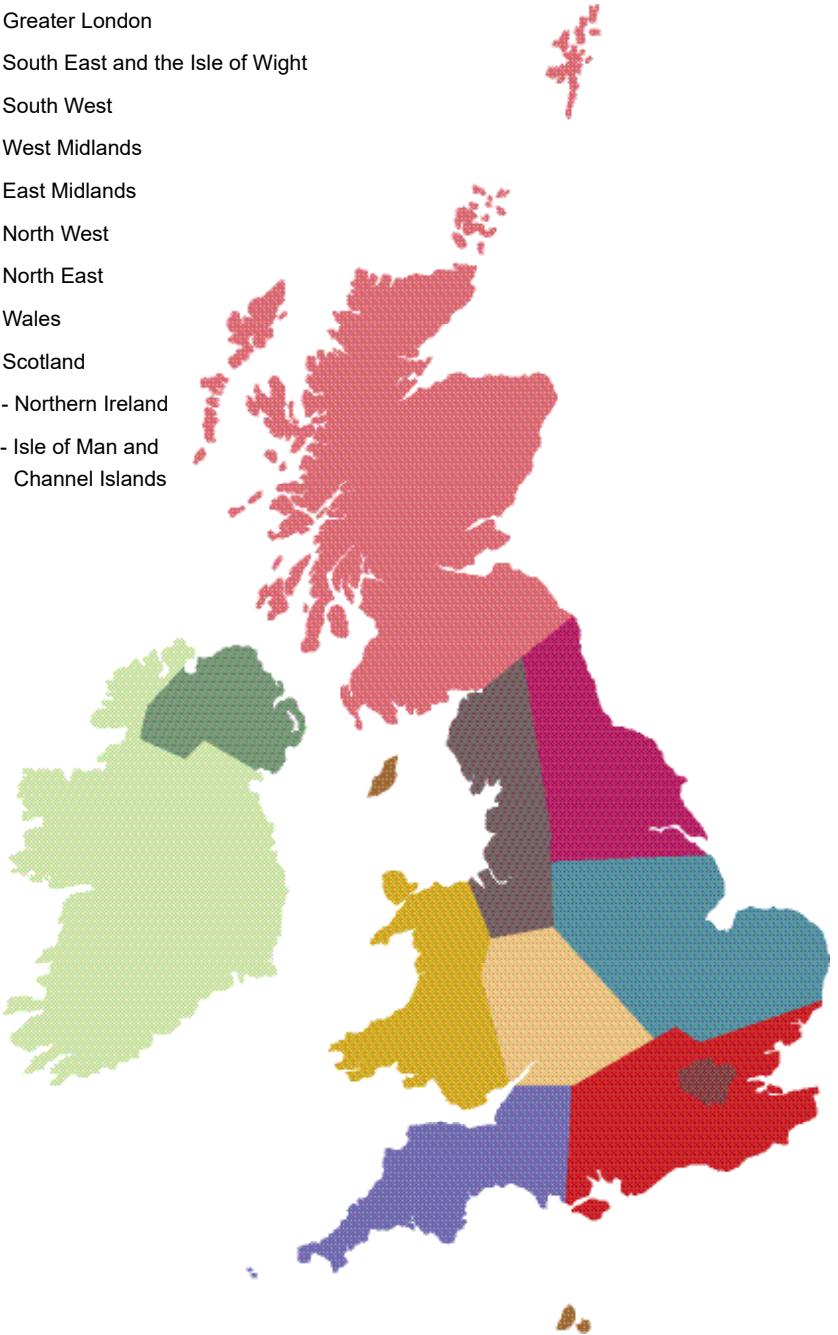 Greater London
South East and the Isle of Wight
South West
West Midlands
East Midlands
North West
North East
Wales
Scotland
- Northern Ireland
- Isle of Man and
Channel Islands